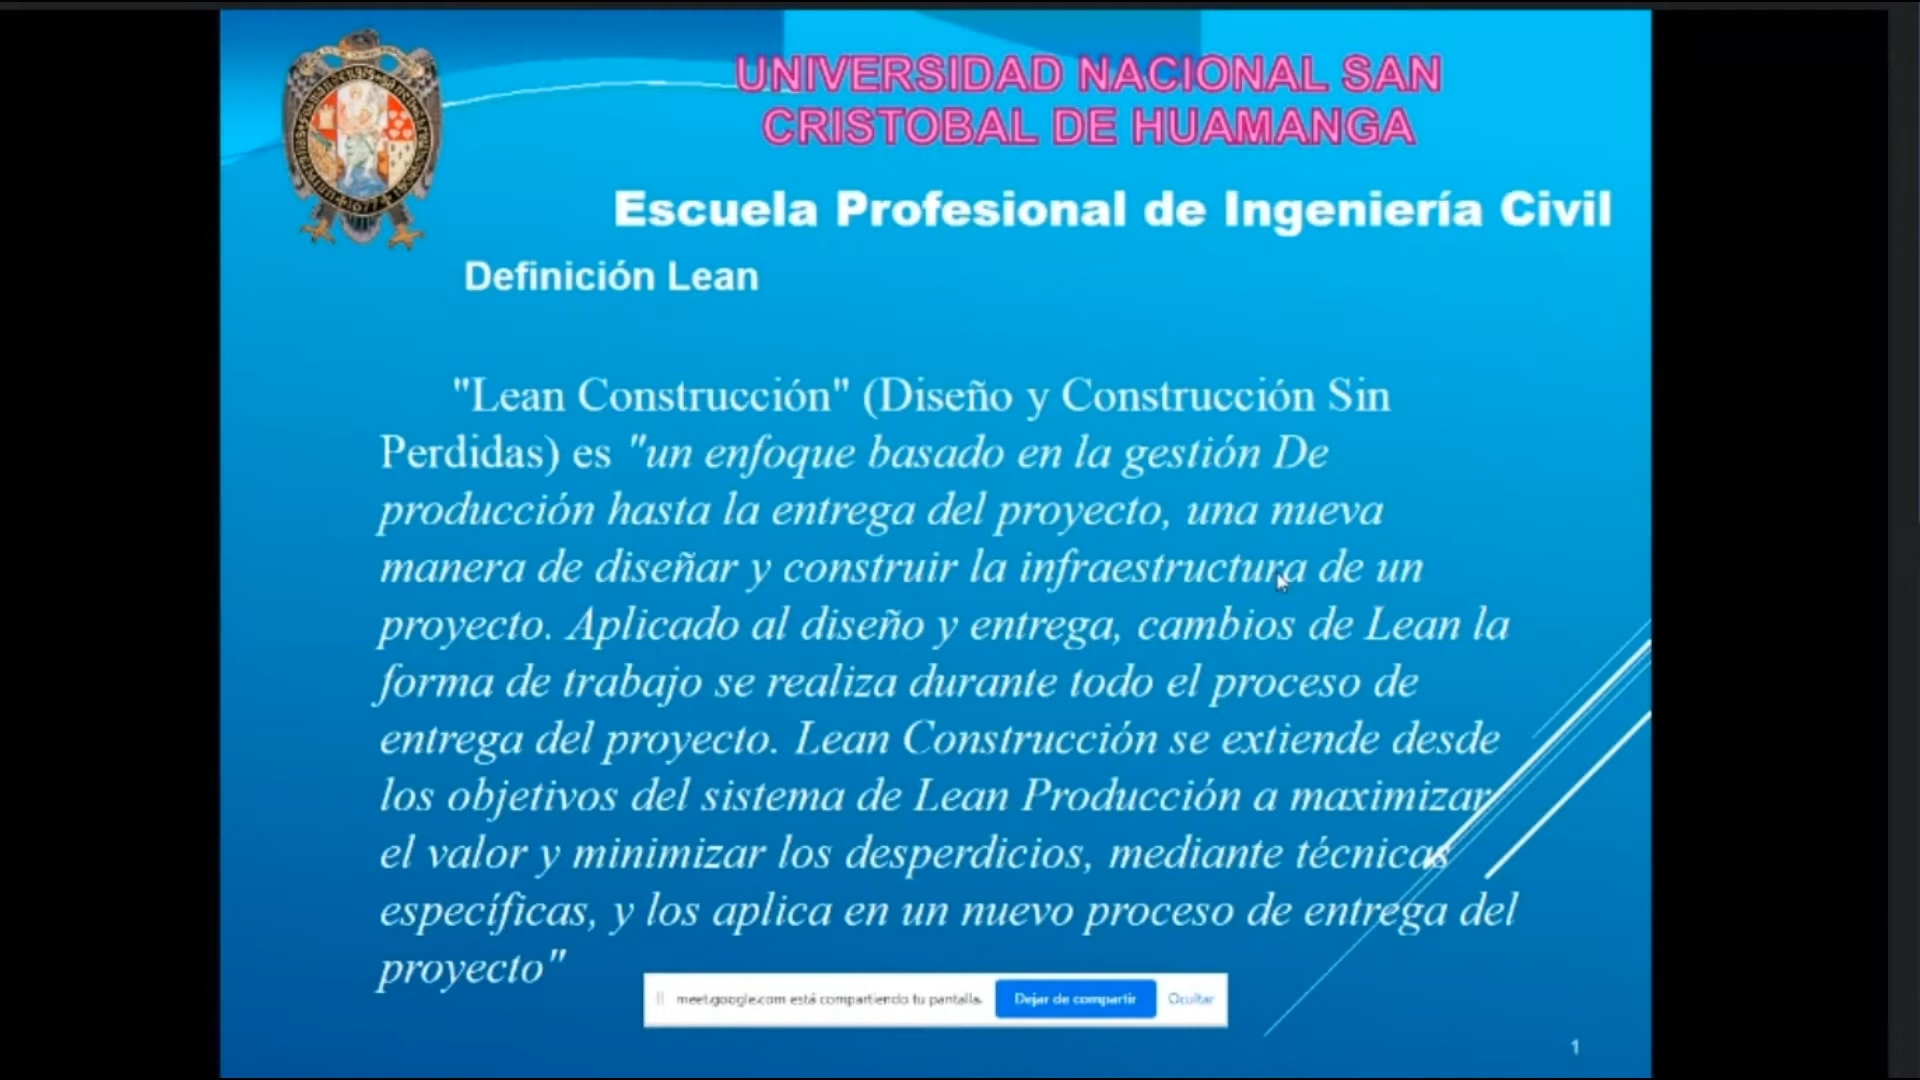 UNIVERSIDAD NACIONAL SAN
CRISTOBAL DE HUAMANGA
Escuela Profesional de Ingeniería Civil
Definición Lean
"Lean Construcción" (Diseño y Construcción Sin
Perdidas) es "un enfoque basado en la gestión De
producción hasta la entrega del proyecto, una nueva
manera de diseñar y construir la infraestructura de un
proyecto. Aplicado al diseño y entrega, cambios de Lean la
forma de trabajo se realiza durante todo el proceso de
entrega del proyecto. Lean Construcción se extiende desde
los objetivos del sistema de Lean Producción a maximizar
el valor y minimizar los desperdicios, mediante técnicas
específicas, y los aplica en un nuevo proceso de entrega del
proyecto"
meet.google.com está compartiendo tu pantalla. Dejar de compartir Ocultar
1
1677